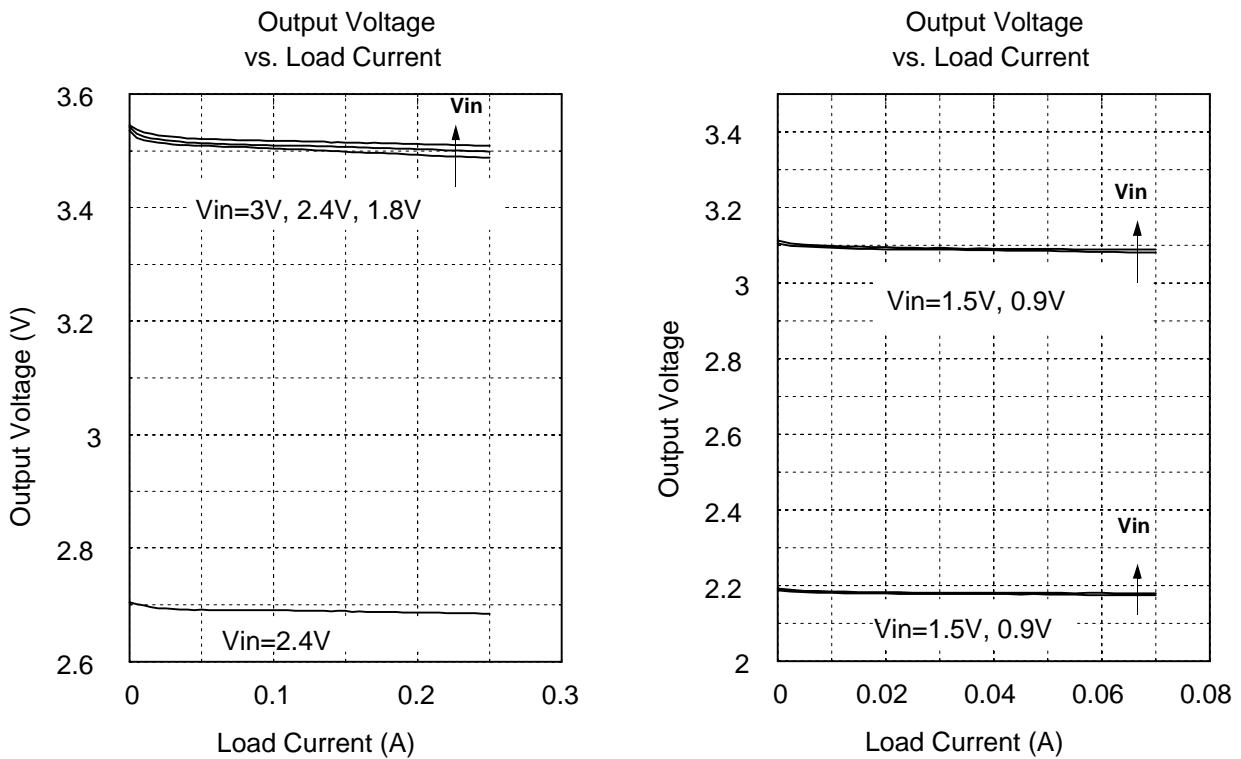 Output Voltage
vs. Load Current
3.6
3.4
3.2
3
2.8
2.6
Output Voltage (V)
Vin
Vin=3V, 2.4V, 1.8V
Vin=2.4V
0 0.1 0.2 0.3
Load Current (A)
Output Voltage
vs. Load Current
3.4
3.2
3
2.8
2.6
2.4
2.2
2
Output Voltage
Vin
Vin=1.5V, 0.9V
Vin
Vin=1.5V, 0.9V
0 0.02 0.04 0.06 0.08
Load Current (A)